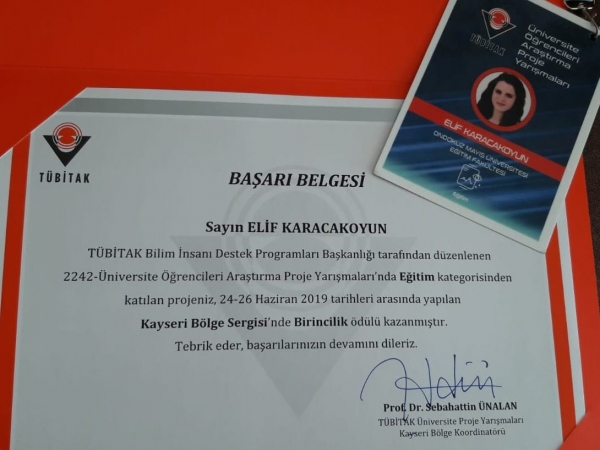 TÜBİTAK
Üniversite
Öğrencileri
Araştırma
Proje
Yarışmaları
ELİF KARACAKOYUN
ONDOKUZ MAYIS ÜNİVERSİTESİ
EĞİTİM FAKÜLTESİ
Eğitim
TÜBİTAK
BAŞARI BELGESİ
Sayın ELİF KARACAKOYUN
TÜBİTAK Bilim İnsanı Destek Programları Başkanlığı tarafından düzenlenen
2242-Üniversite Öğrencileri Araştırma Proje Yarışmaları'nda Eğitim kategorisinden
katılan projeniz, 24-26 Haziran 2019 tarihleri arasında yapılan
Kayseri Bölge Sergisi'nde Birincilik ödülü kazanmıştır.
Tebrik eder, başarılarınızın devamını dileriz.
Prof. Dr. Sebahattin ÜNALAN
TÜBİTAK Üniversite Proje Yarışmaları
Kayseri Bölge Koordinatörü